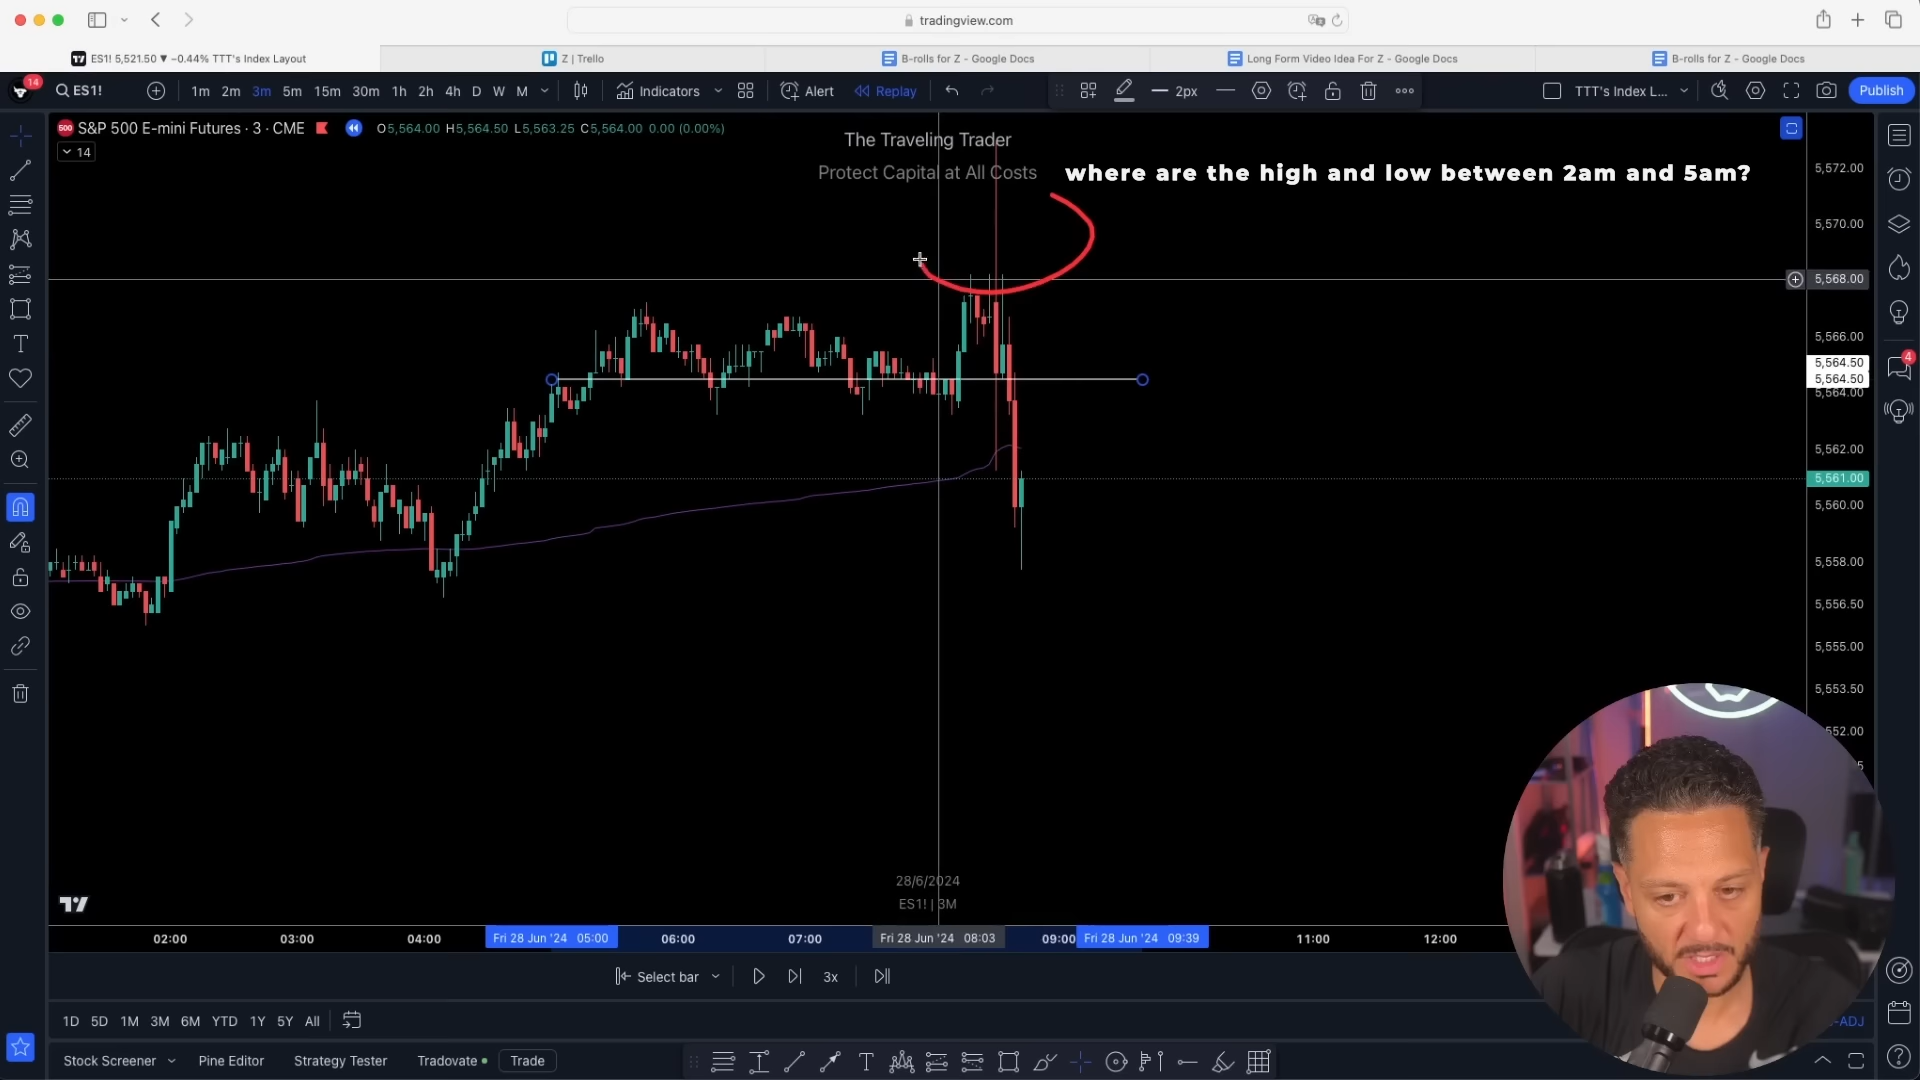 tradingview.com
ES1! 5,521.50 ▼ −0.44% TTT's Index Layout
Z | Trello
B-rolls for Z - Google Docs
Long Form Video Idea For Z - Google Docs
B-rolls for Z - Google Docs
14
ES1!
1m 2m 3m 5m 15m 30m 1h 2h 4h D W M
Indicators
Alert
Replay
2px
TTT's Index L...
Publish
500 S&P 500 E-mini Futures · 3 · CME
O5,564.00 H5,564.50 L5,563.25 C5,564.00 0.00 (0.00%)
14
The Traveling Trader
Protect Capital at All Costs
where are the high and low between 2am and 5am?
5,572.00
5,570.00
5,568.00
5,566.00
5,564.50
5,564.50
5,564.00
5,562.00
5,561.00
5,560.00
5,558.00
5,556.50
5,555.00
5,553.50
4
28/6/2024
ES1! | 3M
02:00 03:00 04:00 Fri 28 Jun '24 05:00 06:00 07:00 Fri 28 Jun '24 08:03 09:00 Fri 28 Jun '24 09:39 11:00 12:00
Select bar
3x
1D 5D 1M 3M 6M YTD 1Y 5Y All
-ADJ
Stock Screener
Pine Editor
Strategy Tester
Tradovate
Trade